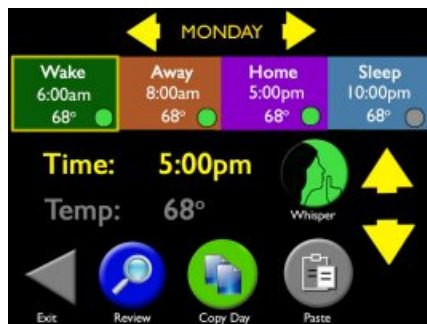 MONDAY
Wake Away Home Sleep
6:00am 8:00am 5:00pm 10:00pm
68° 68° 68° 68°
Time: 5:00pm
Temp: 68°
Whisper
Exit Review Copy Day Paste